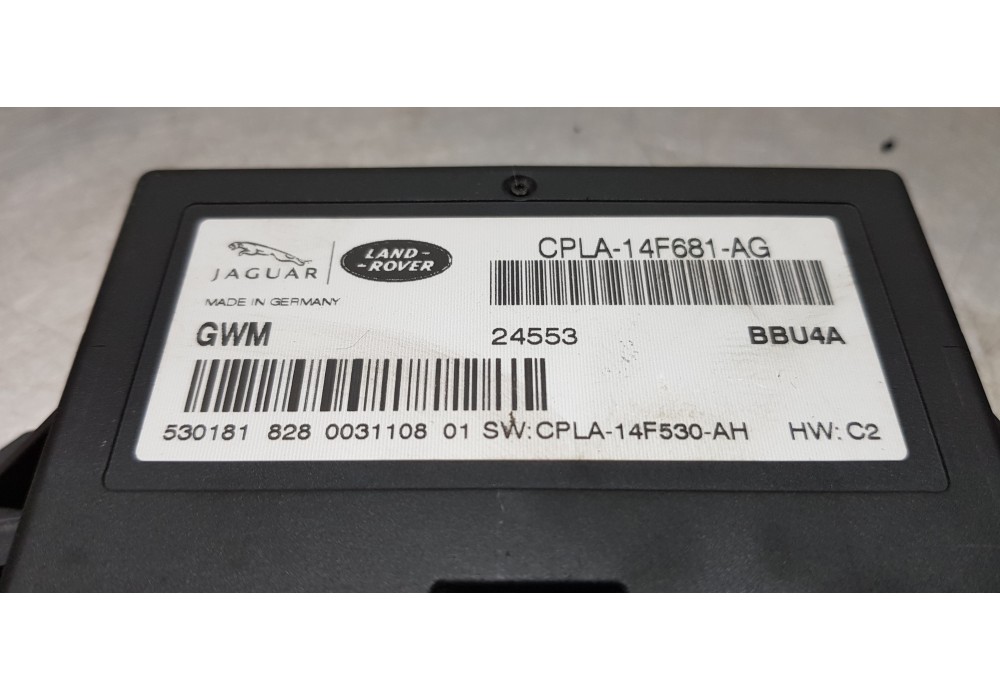 JAGUAR
LAND-
-ROVER
CPLA-14F681-AG
MADE IN GERMANY
GWM 24553 BBU4A
530181 828 0031108 01 SW:CPLA-14F530-AH HW:C2